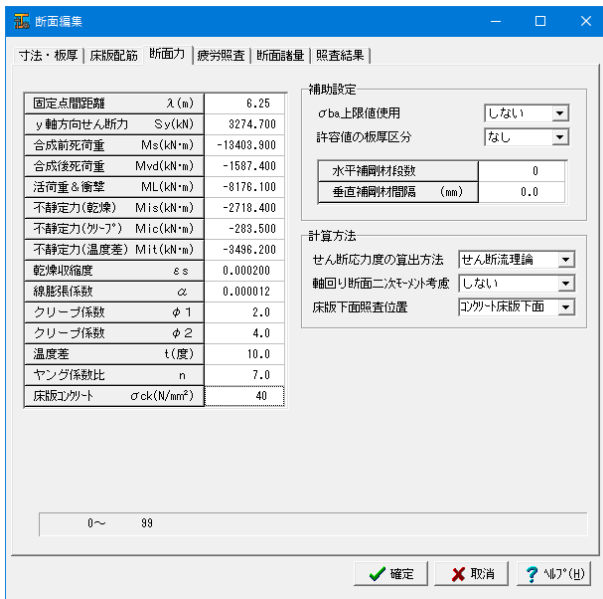 断面編集
寸法・板厚 床版配筋 断面力 疲労照査 断面諸量 照査結果
固定点間距離 λ(m) 6.25
y軸方向せん断力 Sy(kN) 3274.700
合成前死荷重 Ms(kN・m) -13403.900
合成後死荷重 Mvd(kN・m) -1587.400
活荷重&衝撃 ML(kN・m) -8176.100
不静定力(乾燥) Mis(kN・m) -2718.400
不静定力(クリープ) Mic(kN・m) -283.500
不静定力(温度差) Mit(kN・m) -3496.200
乾燥収縮度 εs 0.000200
線膨張係数 α 0.000012
クリープ係数 φ1 2.0
クリープ係数 φ2 4.0
温度差 t(度) 10.0
ヤング係数比 n 7.0
床版コンクリート σck(N/mm²) 40
補助設定
σba上限値使用 しない
許容値の板厚区分 なし
水平補剛材段数 0
垂直補剛材間隔 (mm) 0.0
計算方法
せん断応力度の算出方法 せん断流理論
軸回り断面二次モーメント考慮 しない
床版下面照査位置 コンクリート床版下面
0~ 99
確定 取消 ヘルプ(H)